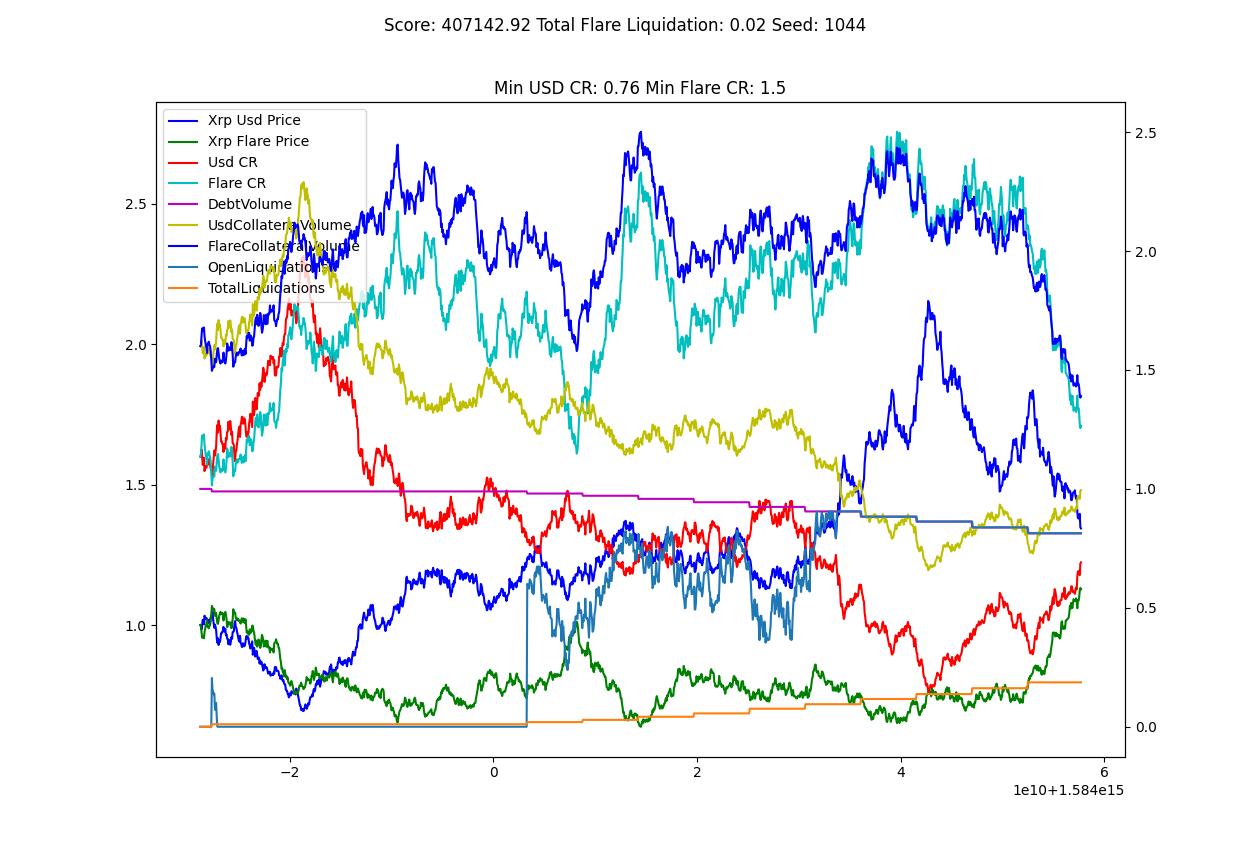 Score: 407142.92 Total Flare Liquidation: 0.02 Seed: 1044
Min USD CR: 0.76 Min Flare CR: 1.5
Xrp Usd Price
Xrp Flare Price
Usd CR
Flare CR
DebtVolume
UsdCollateralVolume
FlareCollateralVolume
OpenLiquidations
TotalLiquidations
2.5
2.0
1.5
1.0
2.5
2.0
1.5
1.0
0.5
0.0
−2
0
2
4
6
1e10+1.584e15